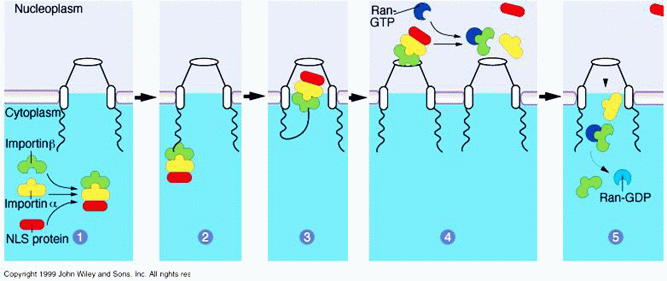 Nucleoplasm
Cytoplasm
Importinβ
Importin α
NLS protein
1
2
3
Ran-
GTP
4
Ran-GDP
5
Copyright 1999 John Wiley and Sons. Inc. All rights res